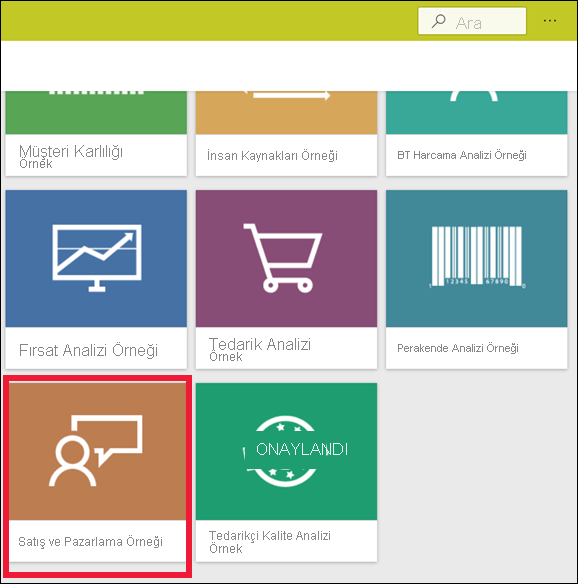 Ara
...
Müşteri Karlılığı
Örnek
İnsan Kaynakları Örneği
BT Harcama Analizi Örneği
1 12345 67890 0
Fırsat Analizi Örneği
Tedarik Analizi
Örnek
Perakende Analizi Örneği
ONAYLANDI
Satış ve Pazarlama Örneği
Tedarikçi Kalite Analizi
Örnek